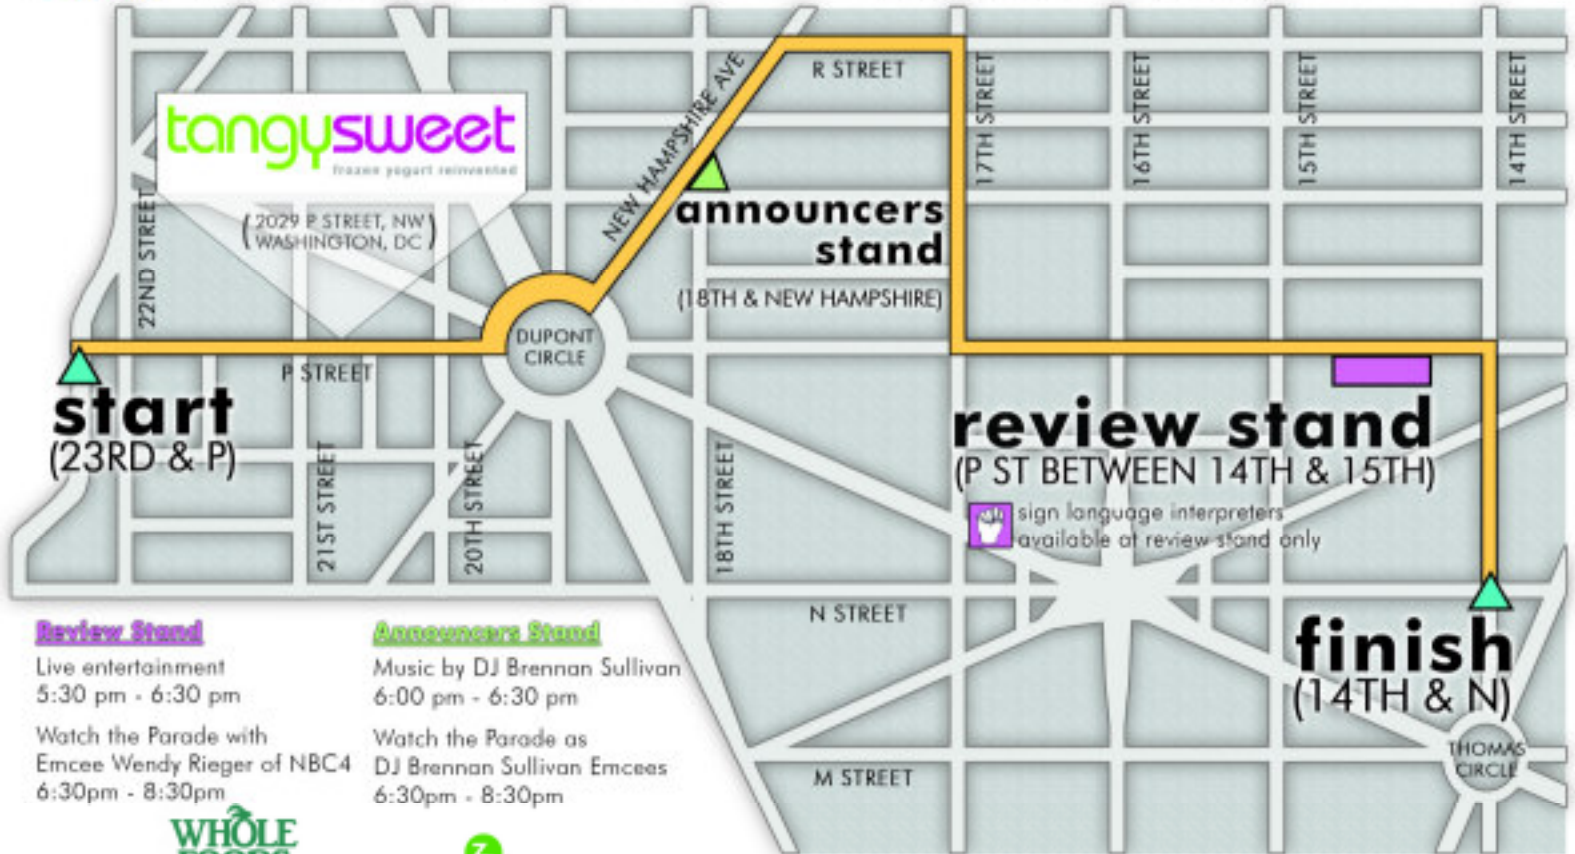 tangysweet
frozen yogurt reinvented
(2029 P STREET, NW
WASHINGTON, DC)
22ND STREET
NEW HAMPSHIRE AVE
R STREET
17TH STREET
16TH STREET
15TH STREET
14TH STREET
announcers
stand
(18TH & NEW HAMPSHIRE)
DUPONT
CIRCLE
P STREET
start
(23RD & P)
21ST STREET
20TH STREET
18TH STREET
review stand
(P ST BETWEEN 14TH & 15TH)
sign language interpreters
available at review stand only
N STREET
finish
(14TH & N)
THOMAS
CIRCLE
M STREET
Review Stand
Live entertainment
5:30 pm - 6:30 pm
Watch the Parade with
Emcee Wendy Rieger of NBC4
6:30pm - 8:30pm
Announcers Stand
Music by DJ Brennan Sullivan
6:00 pm - 6:30 pm
Watch the Parade as
DJ Brennan Sullivan Emcees
6:30pm - 8:30pm
WHOLE
FOODS